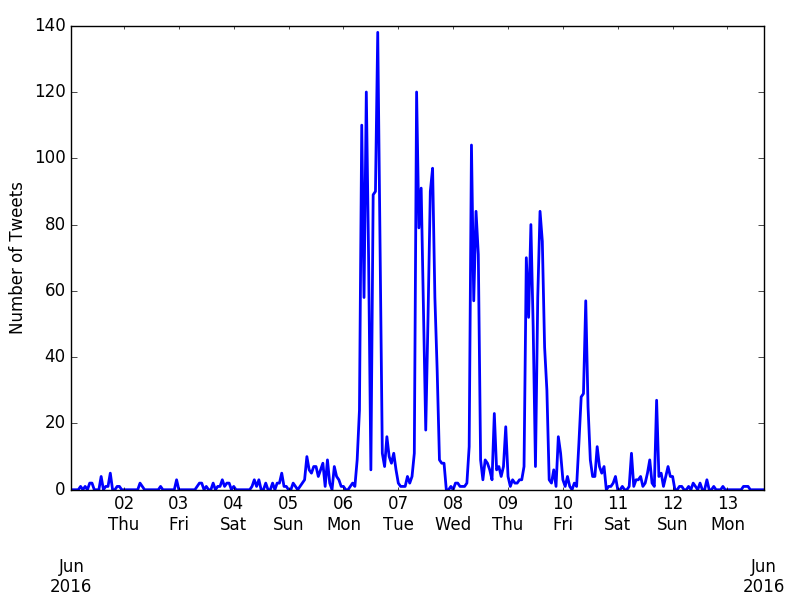 140
120
100
80
60
40
20
0
Number of Tweets
02 03 04 05 06 07 08 09 10 11 12 13
Thu Fri Sat Sun Mon Tue Wed Thu Fri Sat Sun Mon
Jun Jun
2016 2016